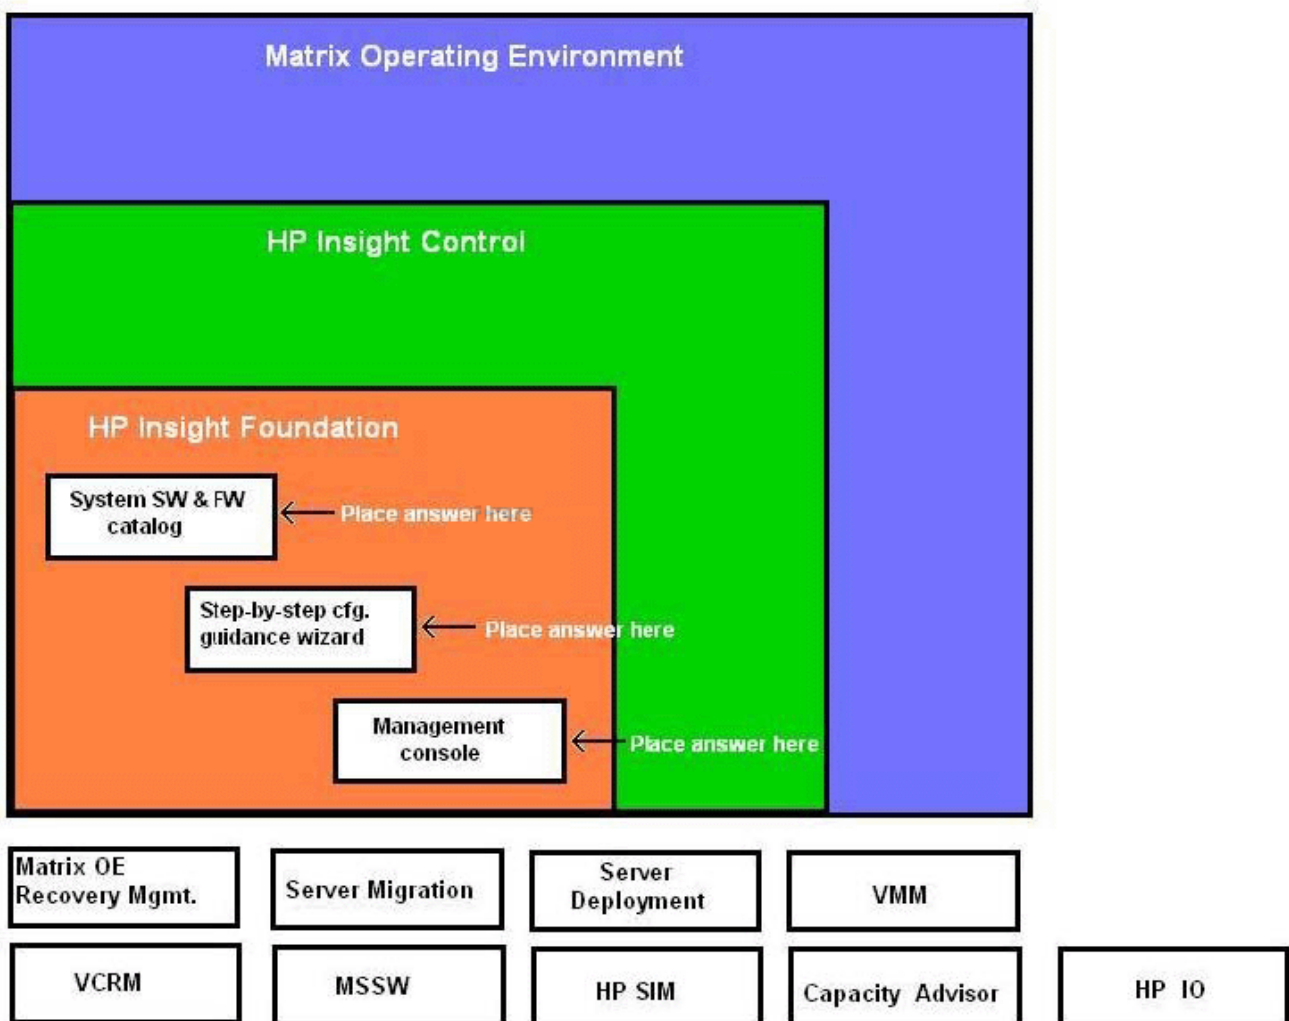 Matrix Operating Environment
HP Insight Control
HP Insight Foundation
System SW & FW
catalog
Place answer here
Step-by-step cfg.
guidance wizard
Place answer here
Management
console
Place answer here
Matrix OE
Recovery Mgmt.
Server Migration
Server
Deployment
VMM
VCRM
MSSW
HP SIM
Capacity Advisor
HP IO